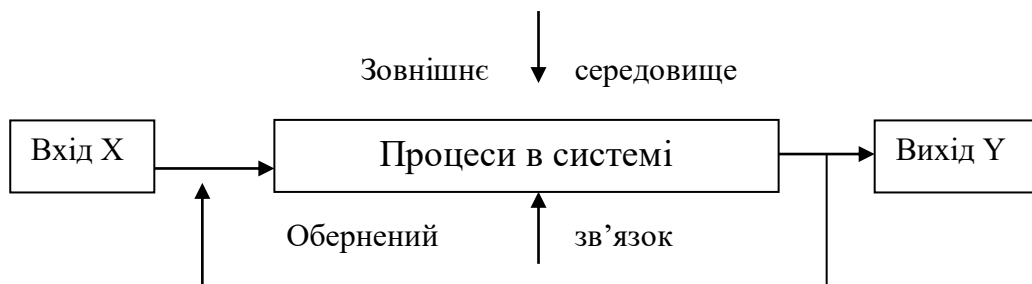 Зовнішнє середовище
Вхід X
Процеси в системі
Вихід Y
Обернений зв’язок